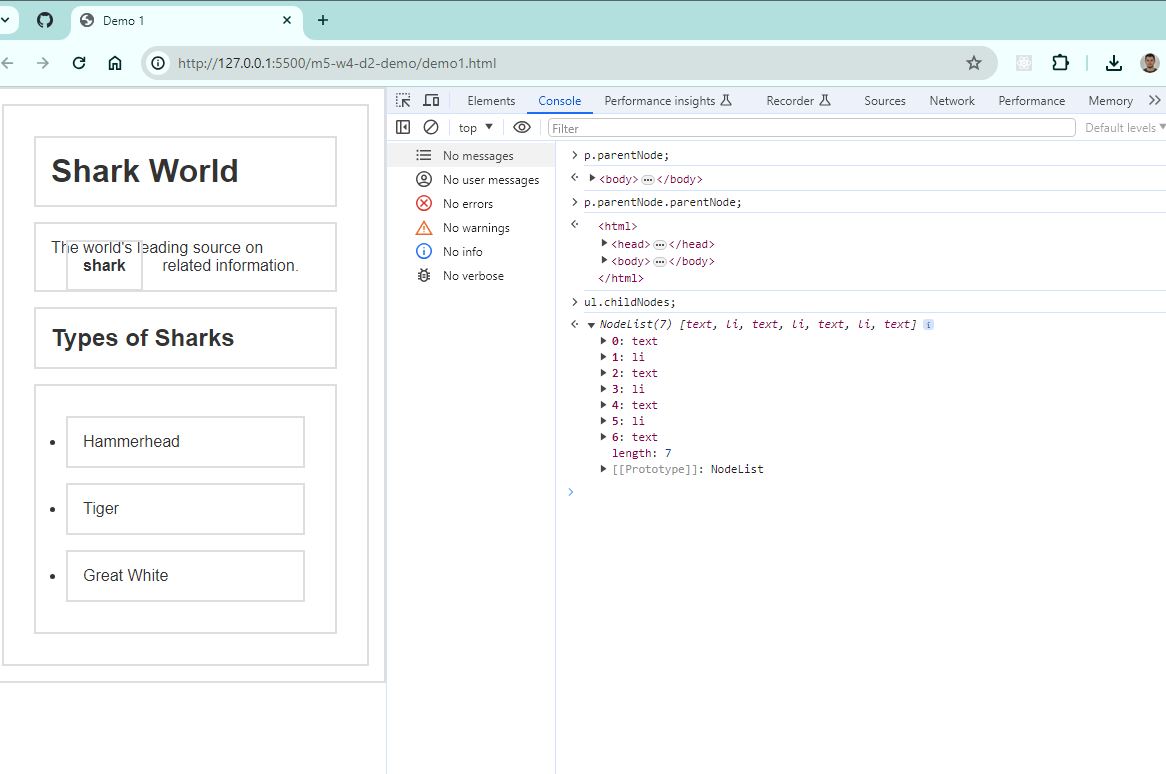 Demo 1
http://127.0.0.1:5500/m5-w4-d2-demo/demo1.html
Shark World
The world's leading source on
shark related information.
Types of Sharks
Hammerhead
Tiger
Great White
Elements Console Performance insights Recorder Sources Network Performance Memory
top Filter Default levels
No messages
No user messages
No errors
No warnings
No info
No verbose
p.parentNode;
<body>…</body>
p.parentNode.parentNode;
<html>
<head>…</head>
<body>…</body>
</html>
ul.childNodes;
NodeList(7) [text, li, text, li, text, li, text] i
0: text
1: li
2: text
3: li
4: text
5: li
6: text
length: 7
[[Prototype]]: NodeList